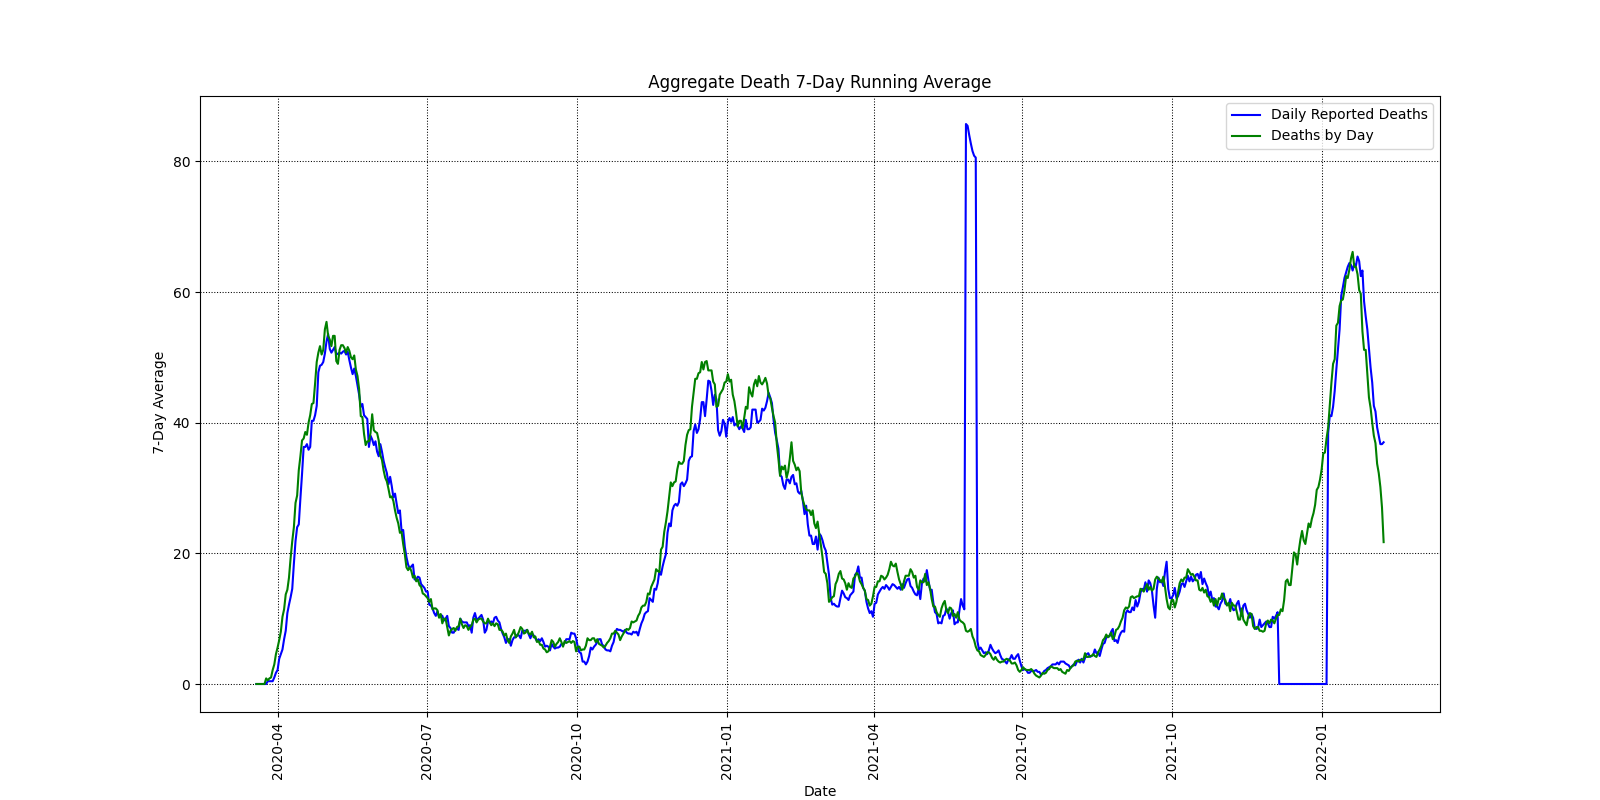 Aggregate Death 7-Day Running Average
Daily Reported Deaths
Deaths by Day
7-Day Average
80
60
40
20
0
2020-04
2020-07
2020-10
2021-01
2021-04
2021-07
2021-10
2022-01
Date